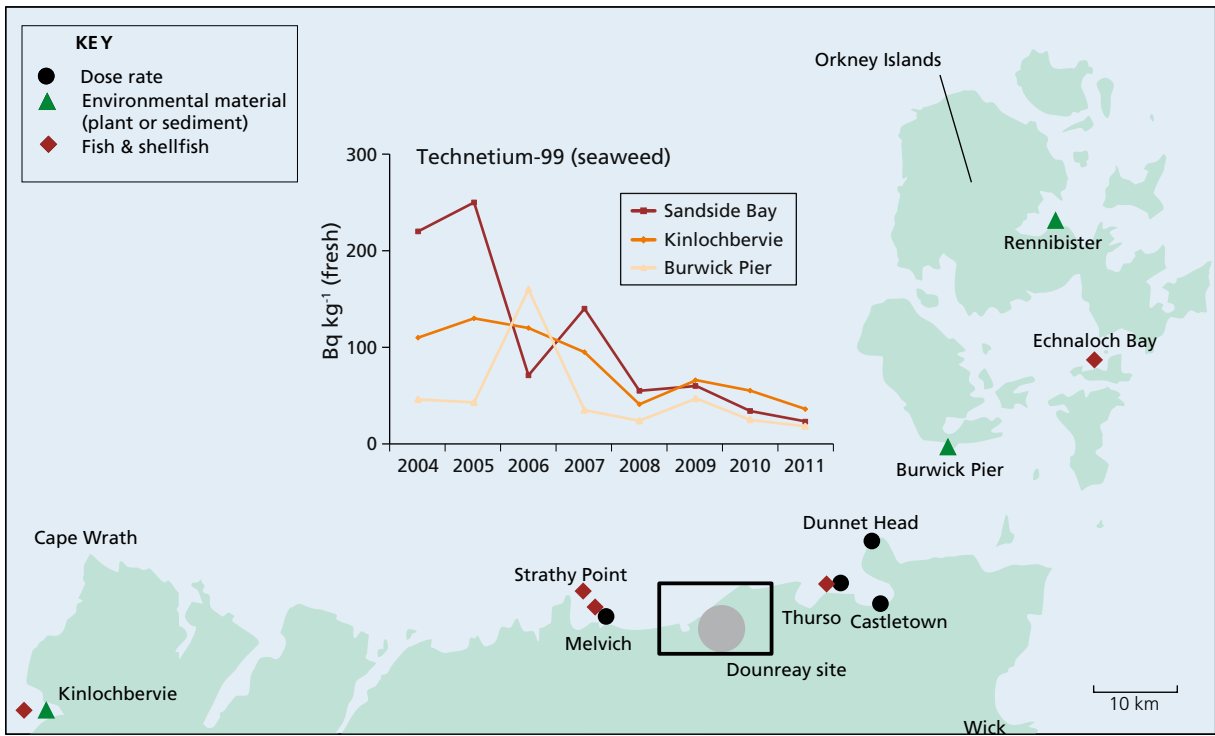 KEY
Dose rate
Environmental material
(plant or sediment)
Fish & shellfish
Orkney Islands
Technetium-99 (seaweed)
Bq kg-1 (fresh)
300
200
100
0
2004 2005 2006 2007 2008 2009 2010 2011
Sandside Bay
Kinlochbervie
Burwick Pier
Rennibister
Echnaloch Bay
Burwick Pier
Dunnet Head
Cape Wrath
Strathy Point
Thurso
Castletown
Melvich
Dounreay site
Kinlochbervie
10 km
Wick